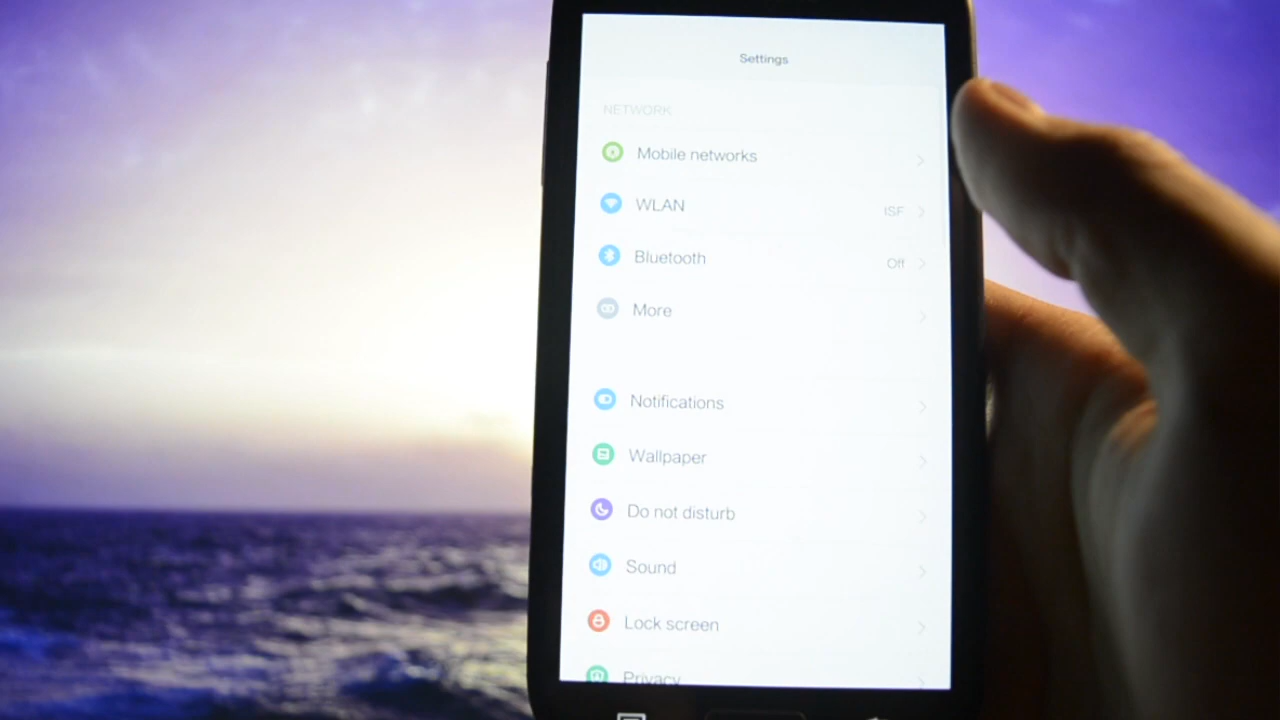 Settings
NETWORK
Mobile networks
WLAN ISF
Bluetooth Off
More
Notifications
Wallpaper
Do not disturb
Sound
Lock screen
Privacy